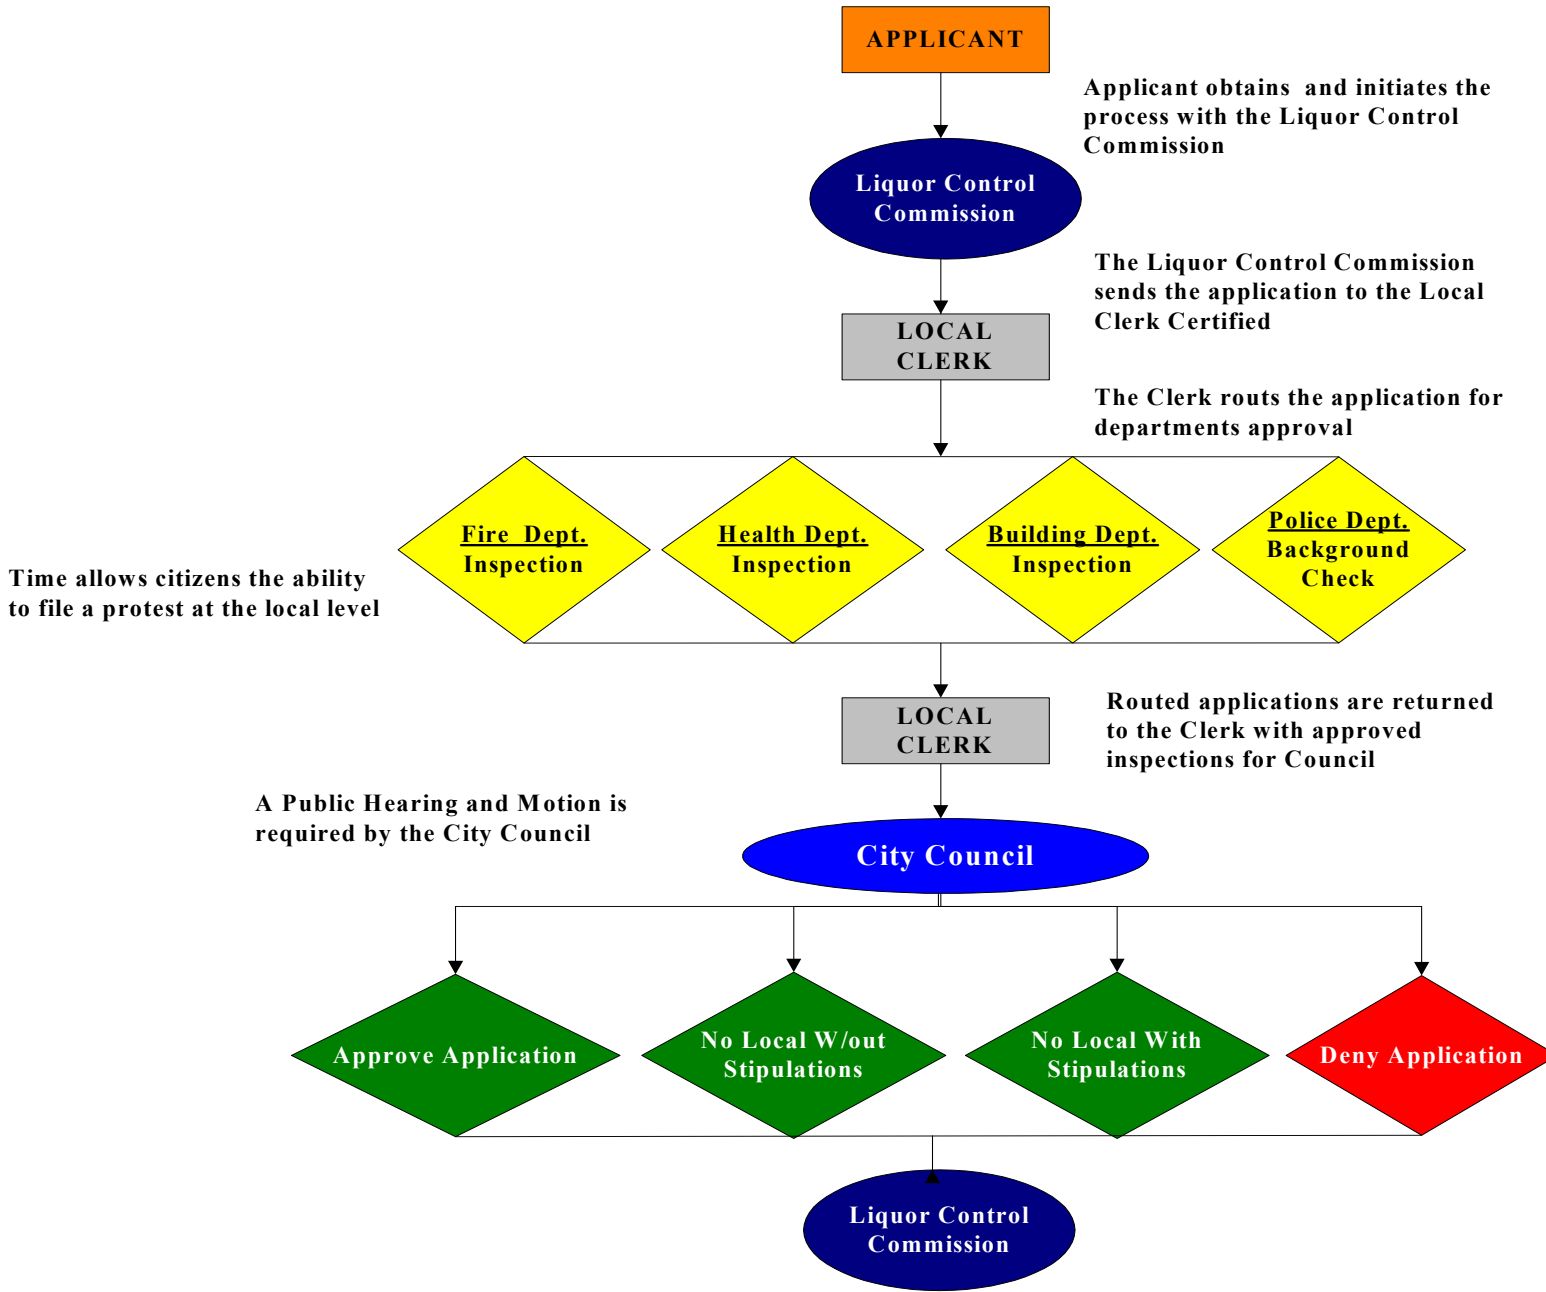 APPLICANT
Applicant obtains and initiates the
process with the Liquor Control
Commission
Liquor Control
Commission
The Liquor Control Commission
sends the application to the Local
Clerk Certified
LOCAL
CLERK
The Clerk routs the application for
departments approval
Fire Dept.
Inspection
Health Dept.
Inspection
Building Dept.
Inspection
Police Dept.
Background
Check
Time allows citizens the ability
to file a protest at the local level
LOCAL
CLERK
Routed applications are returned
to the Clerk with approved
inspections for Council
A Public Hearing and Motion is
required by the City Council
City Council
Approve Application
No Local W/out
Stipulations
No Local With
Stipulations
Deny Application
Liquor Control
Commission